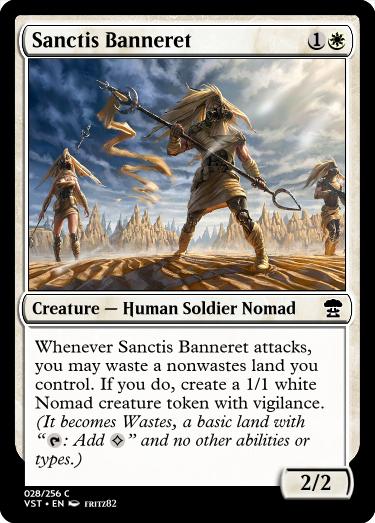 Sanctis Banneret 1
Creature — Human Soldier Nomad
Whenever Sanctis Banneret attacks,
you may waste a nonwastes land you
control. If you do, create a 1/1 white
Nomad creature token with vigilance.
(It becomes Wastes, a basic land with
“: Add ” and no other abilities or
types.)
2/2
028/256 C
VST • EN FRITZ82